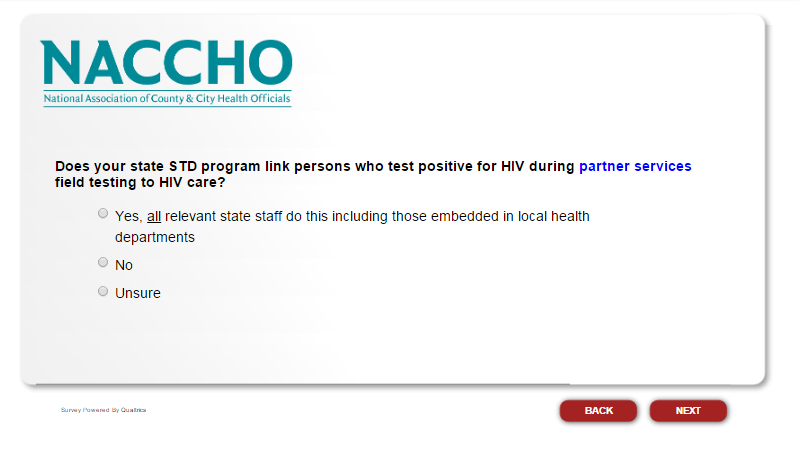 NACCHO
National Association of County & City Health Officials
Does your state STD program link persons who test positive for HIV during partner services
field testing to HIV care?
Yes, all relevant state staff do this including those embedded in local health
departments
No
Unsure
Survey Powered By Qualtrics
BACK
NEXT